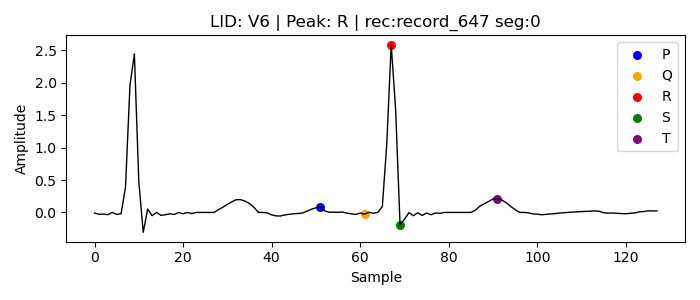 LID: V6 | Peak: R | rec:record_647 seg:0
Amplitude
2.5
2.0
1.5
1.0
0.5
0.0
P
Q
R
S
T
0 20 40 60 80 100 120
Sample